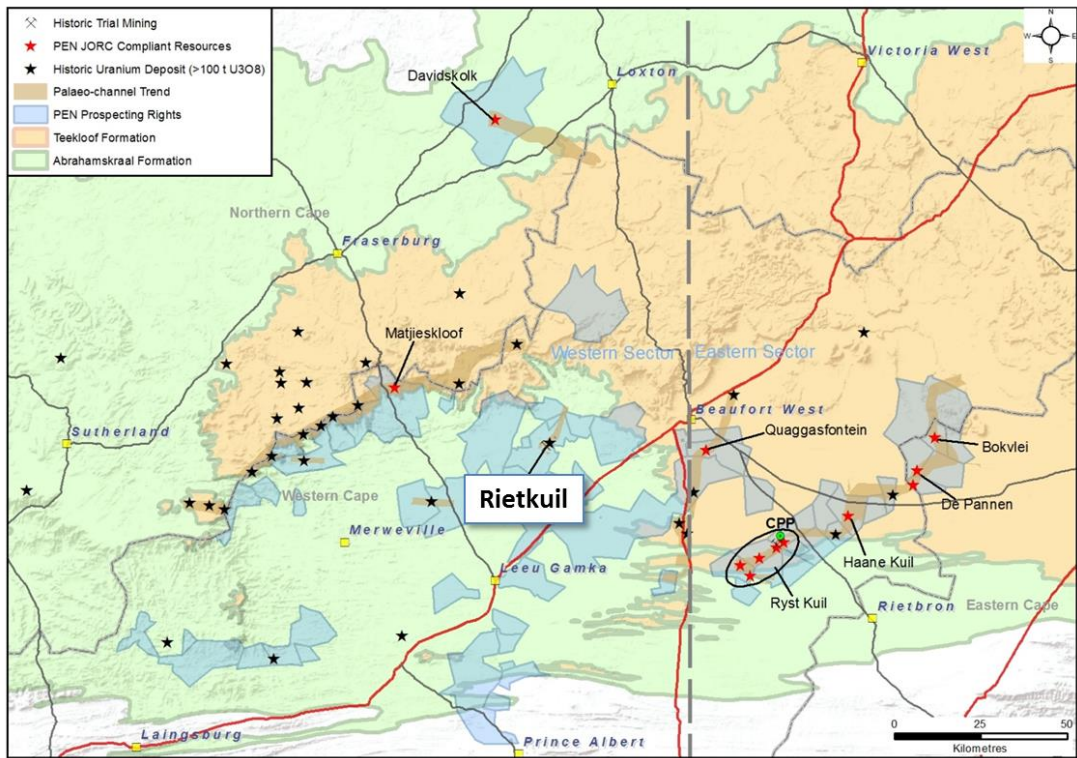 Historic Trial Mining
PEN JORC Compliant Resources
Historic Uranium Deposit (>100 t U3O8)
Palaeo-channel Trend
PEN Prospecting Rights
Teekloof Formation
Abrahamskraal Formation
N
W
E
S
Victoria West
Loxton
Davidskolk
Northern Cape
Fraserburg
Matjieskloof
Western Sector
Eastern Sector
Beaufort West
Quaggasfontein
Bokvlei
Sutherland
De Pannen
Western Cape
Rietkuil
Merweville
CPP
Haane Kuil
Leeu Gamka
Ryst Kuil
Rietbron
Eastern Cape
Laingsburg
Prince Albert
0 25 50
Kilometres